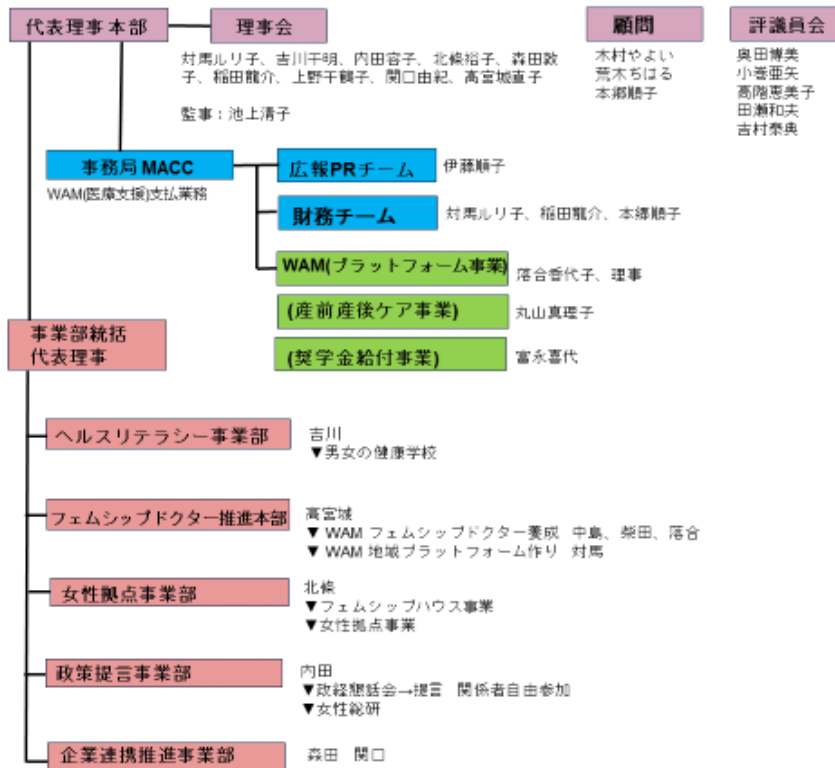 代表理事本部
理事会
顧問
評議員会
対馬ルリ子、吉川千明、内田容子、北條裕子、森田敦
子、稲田龍介、上野千鶴子、関口由紀、高宮城直子
監事：池上清子
木村やよい
荒木ちはる
本郷順子
奥田博美
小巻亜矢
高階恵美子
田瀬和夫
吉村泰典
事務局 MACC
WAM(医療支援)支払業務
広報PRチーム
伊藤順子
財務チーム
対馬ルリ子、稲田龍介、本郷順子
WAM(プラットフォーム事業)
落合香代子、理事
(産前産後ケア事業)
丸山真理子
(奨学金給付事業)
富永喜代
事業部統括
代表理事
ヘルスリテラシー事業部
吉川
▼男女の健康学校
フェムシップドクター推進本部
高宮城
▼ WAM フェムシップドクター養成 中島、柴田、落合
▼ WAM 地域プラットフォーム作り 対馬
女性拠点事業部
北條
▼フェムシップハウス事業
▼女性拠点事業
政策提言事業部
内田
▼政経懇話会→提言 関係者自由参加
▼女性総研
企業連携推進事業部
森田 関口